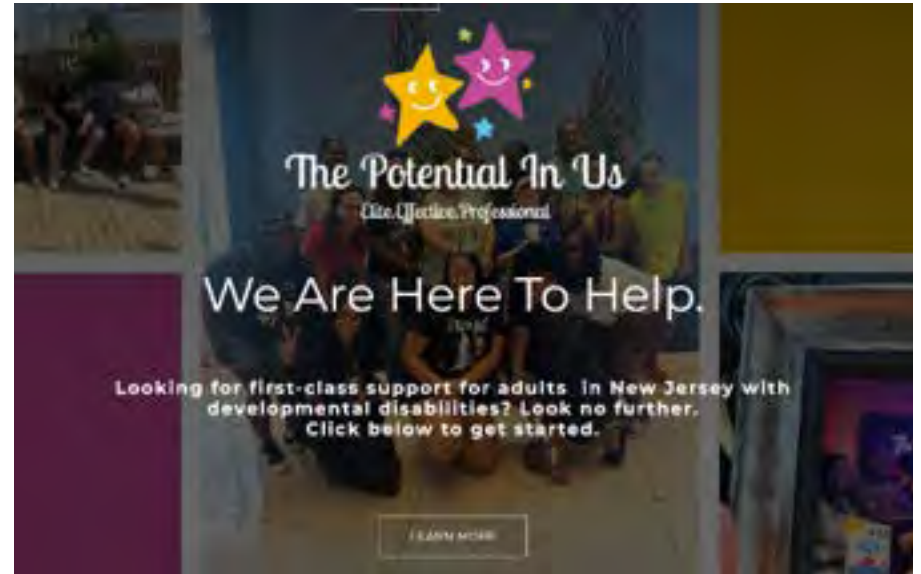 The Potential In Us
Elite.Effective.Professional
We Are Here To Help.
Looking for first-class support for adults in New Jersey with
developmental disabilities? Look no further.
Click below to get started.
LEARN MORE